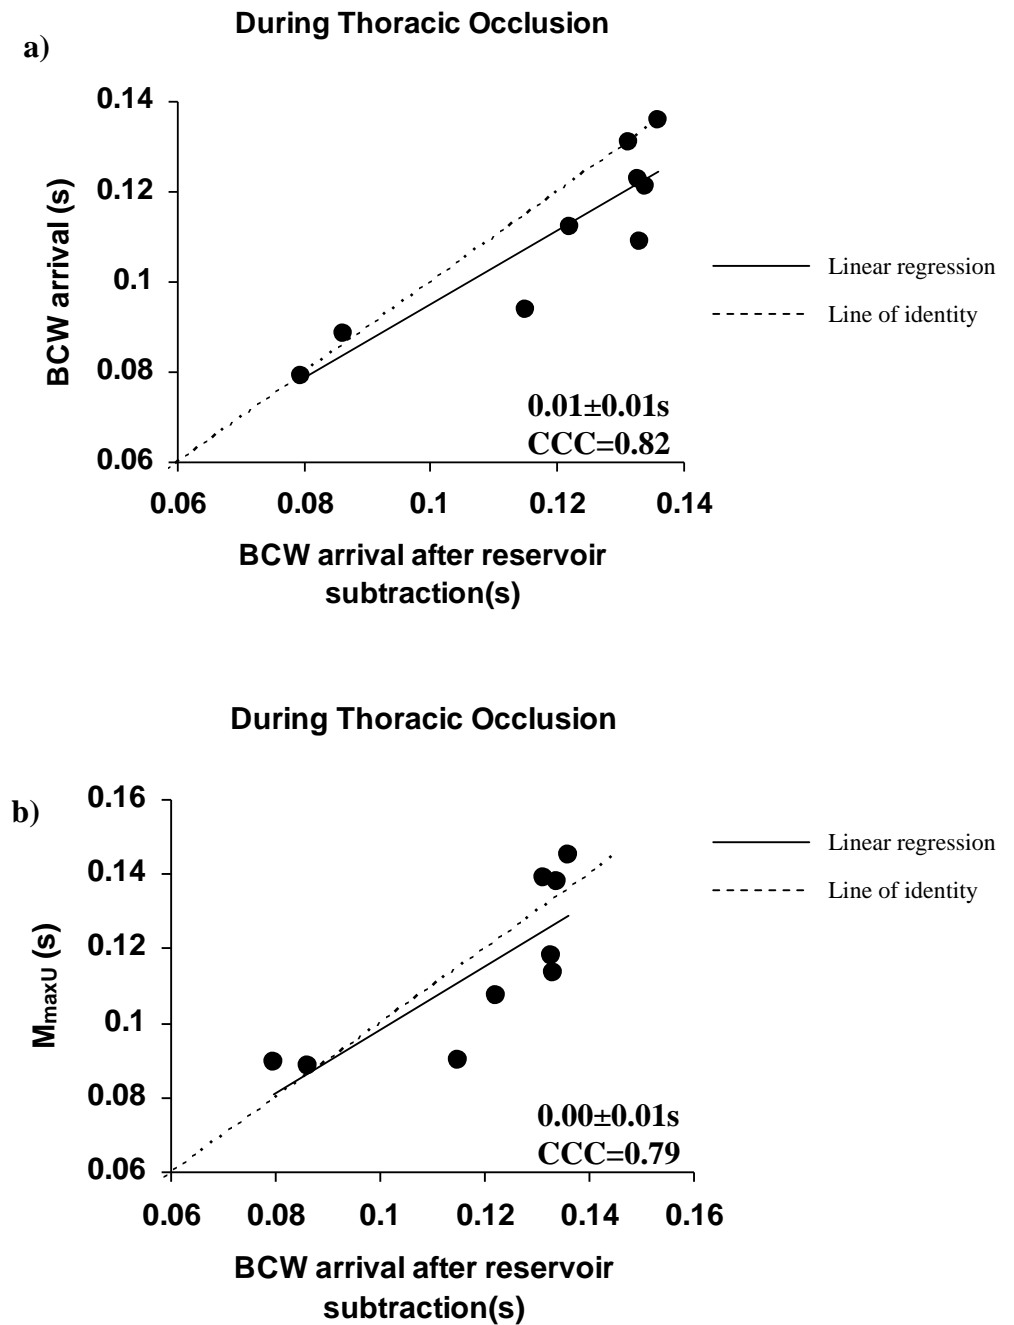 During Thoracic Occlusion
a)
0.14
0.12
0.1
0.08
0.06
BCW arrival (s)
0.06 0.08 0.1 0.12 0.14
BCW arrival after reservoir
subtraction(s)
Linear regression
Line of identity
0.01±0.01s
CCC=0.82
During Thoracic Occlusion
b)
0.16
0.14
0.12
0.1
0.08
0.06
MmaxU (s)
0.06 0.08 0.1 0.12 0.14 0.16
BCW arrival after reservoir
subtraction(s)
Linear regression
Line of identity
0.00±0.01s
CCC=0.79